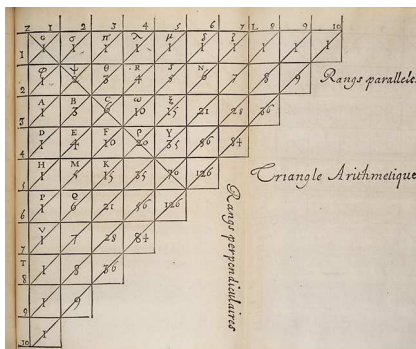 Z 1 2 3 4 5 6 7 L 8 9 10
G σ π λ μ δ ζ
1 1 1 1 1 1 1 1 1 1 1
φ ψ θ R S N
2 1 2 3 4 5 6 7 8 9
Rangs paralleles
A B C ω ξ
3 1 3 6 10 15 21 28 36
D E F ρ Y
4 1 4 10 20 35 56 84
H M K
5 1 5 15 35 70 126
Triangle Arithmetique
P Q
6 1 6 21 56 126
Rangs perpendiculaires
V
7 1 7 28 84
T
8 1 8 36
9 1 9
10 1